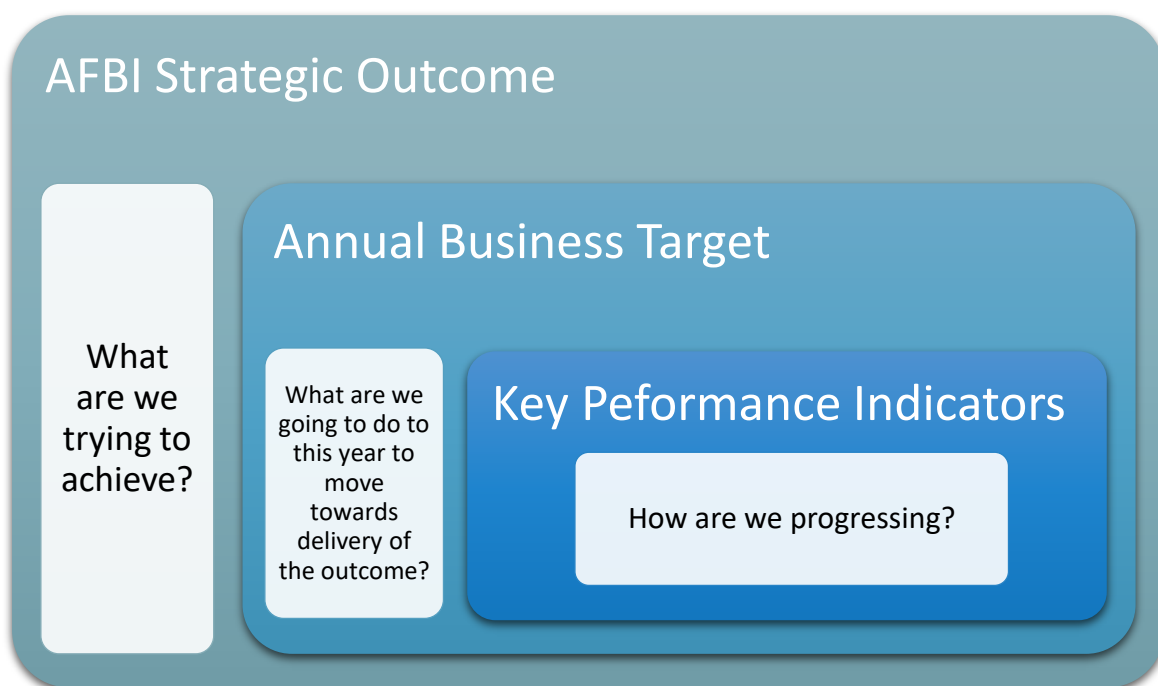 AFBI Strategic Outcome
What
are we
trying to
achieve?
Annual Business Target
What are we
going to do to
this year to
move
towards
delivery of
the outcome?
Key Peformance Indicators
How are we progressing?